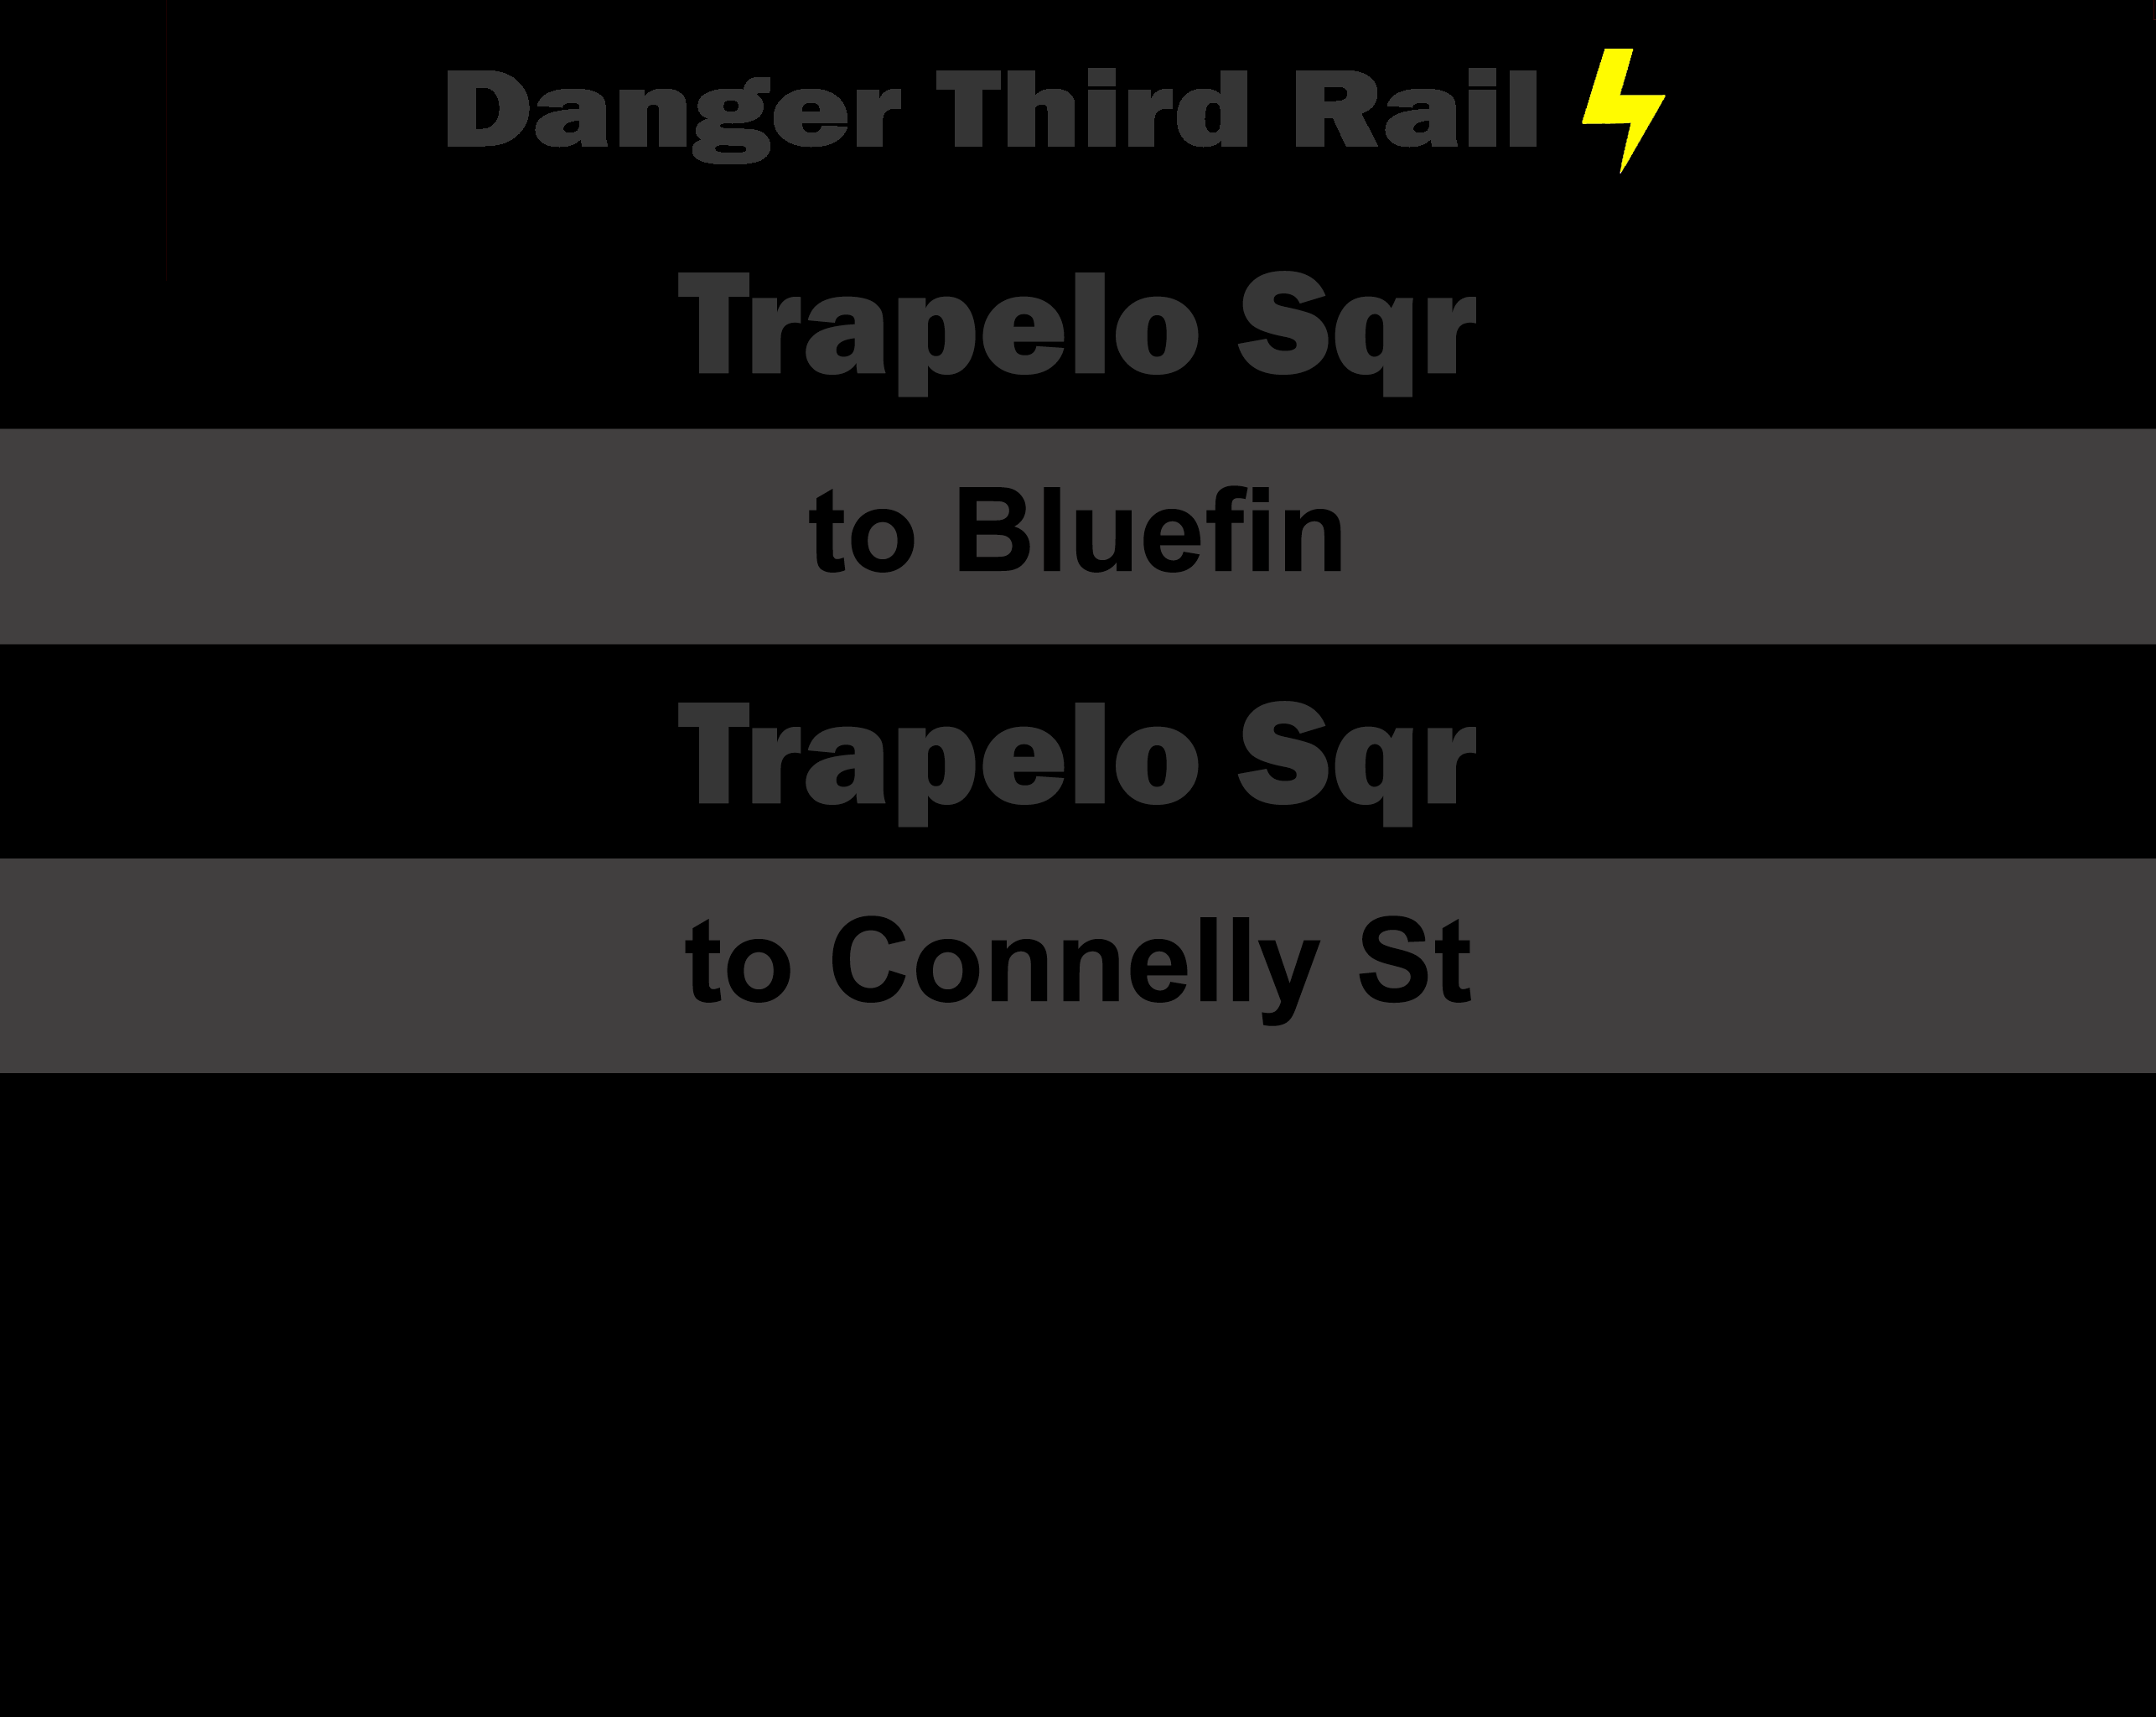 Danger Third Rail
Trapelo Sqr
to Bluefin
Trapelo Sqr
to Connelly St